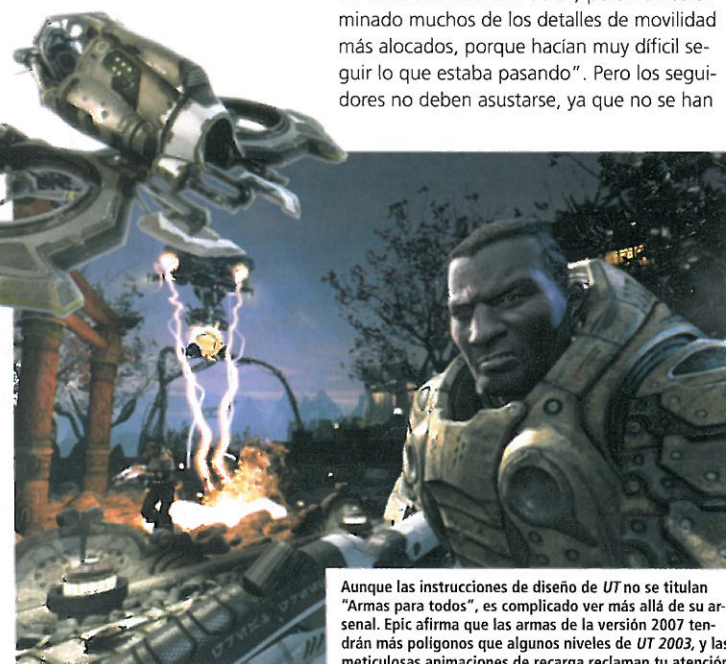 minado muchos de los detalles de movilidad
más alocados, porque hacían muy díficil se-
guir lo que estaba pasando". Pero los segui-
dores no deben asustarse, ya que no se han
Aunque las instrucciones de diseño de UT no se titulan
"Armas para todos", es complicado ver más allá de su ar-
senal. Epic afirma que las armas de la versión 2007 ten-
drán más polígonos que algunos niveles de UT 2003, y las
meticulosas animaciones de recarga reclaman tu atención